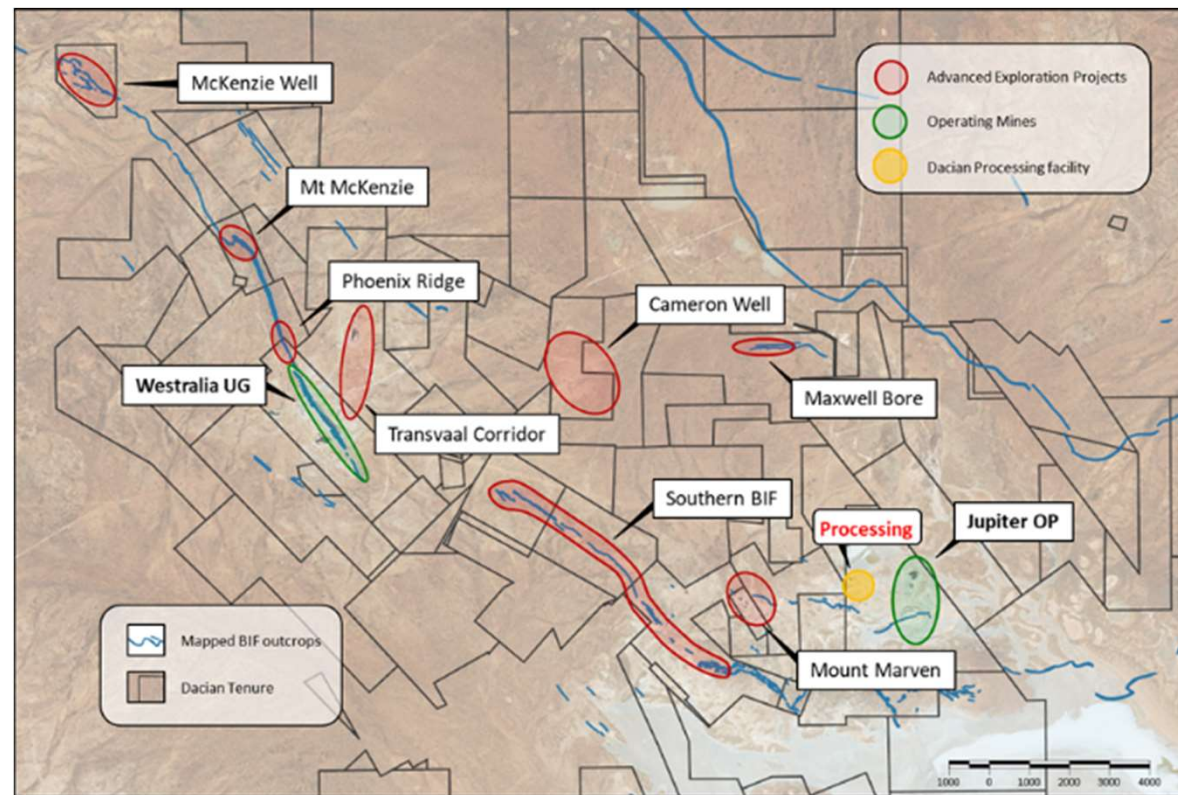 McKenzie Well
Advanced Exploration Projects
Operating Mines
Dacian Processing facility
Mt McKenzie
Phoenix Ridge
Cameron Well
Westralia UG
Maxwell Bore
Transvaal Corridor
Southern BIF
Processing
Jupiter OP
Mapped BIF outcrops
Dacian Tenure
Mount Marven
1000 0 1000 2000 3000 4000